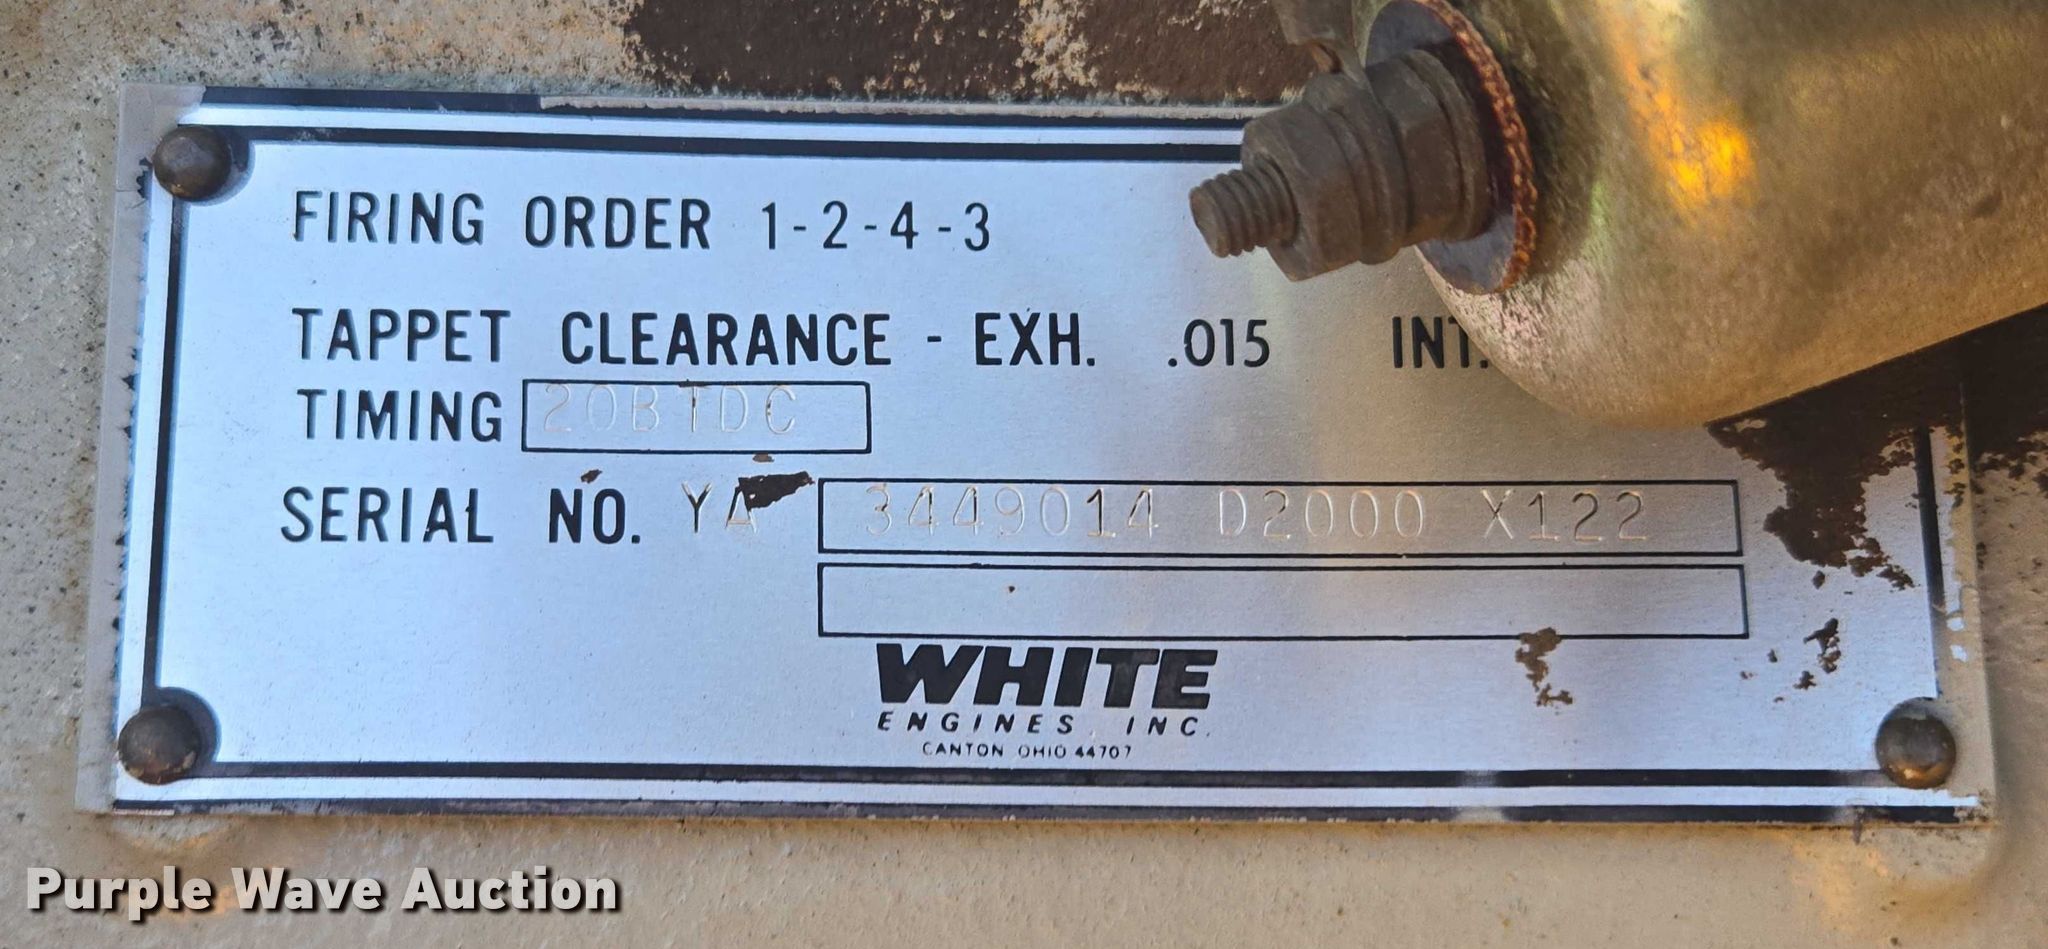 FIRING ORDER 1-2-4-3
TAPPET CLEARANCE - EXH. .015 INT.
TIMING 20BTDC
SERIAL NO. YA 3449014 D2000 X122
WHITE
ENGINES, INC.
CANTON OHIO 44707
Purple Wave Auction